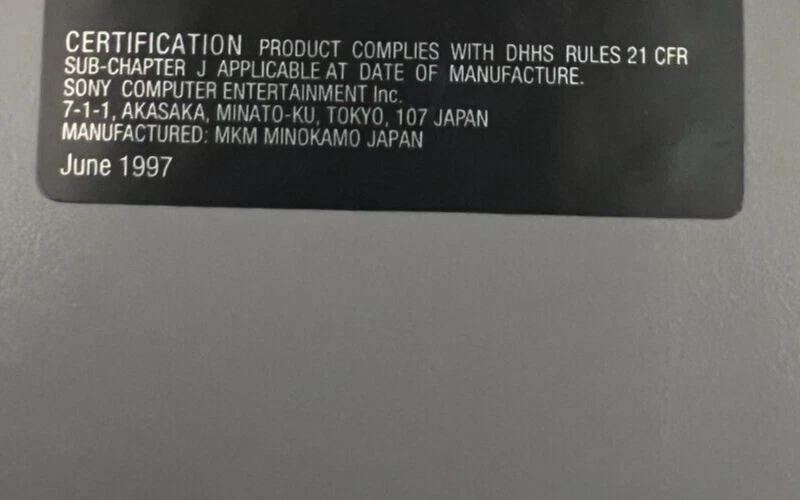 CERTIFICATION PRODUCT COMPLIES WITH DHHS RULES 21 CFR
SUB-CHAPTER J APPLICABLE AT DATE OF MANUFACTURE.
SONY COMPUTER ENTERTAINMENT Inc.
7-1-1, AKASAKA, MINATO-KU, TOKYO, 107 JAPAN
MANUFACTURED: MKM MINOKAMO JAPAN
June 1997